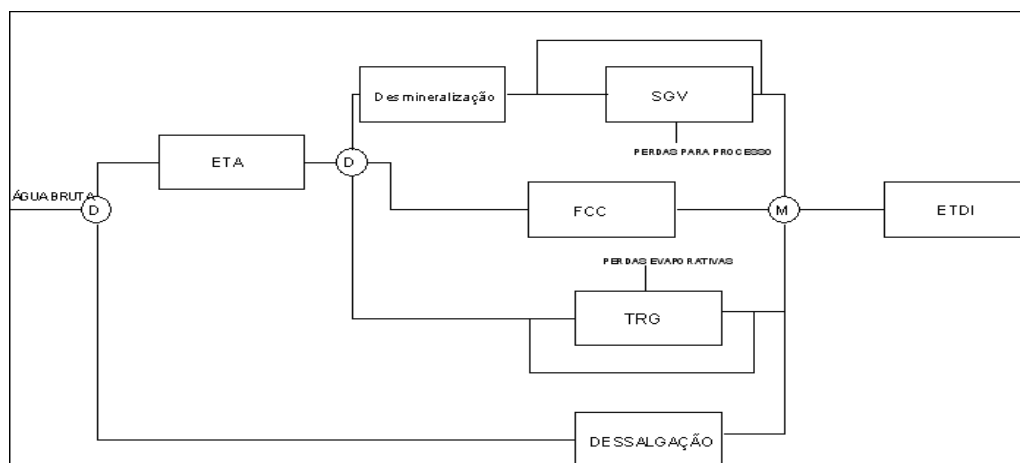 Desmineralização
SGV
PERDAS PARA PROCESSO
ETA
D
ÁGUA BRUTA
D
FCC
M
ETDI
PERDAS EVAPORATIVAS
TRG
DESSALGAÇÃO